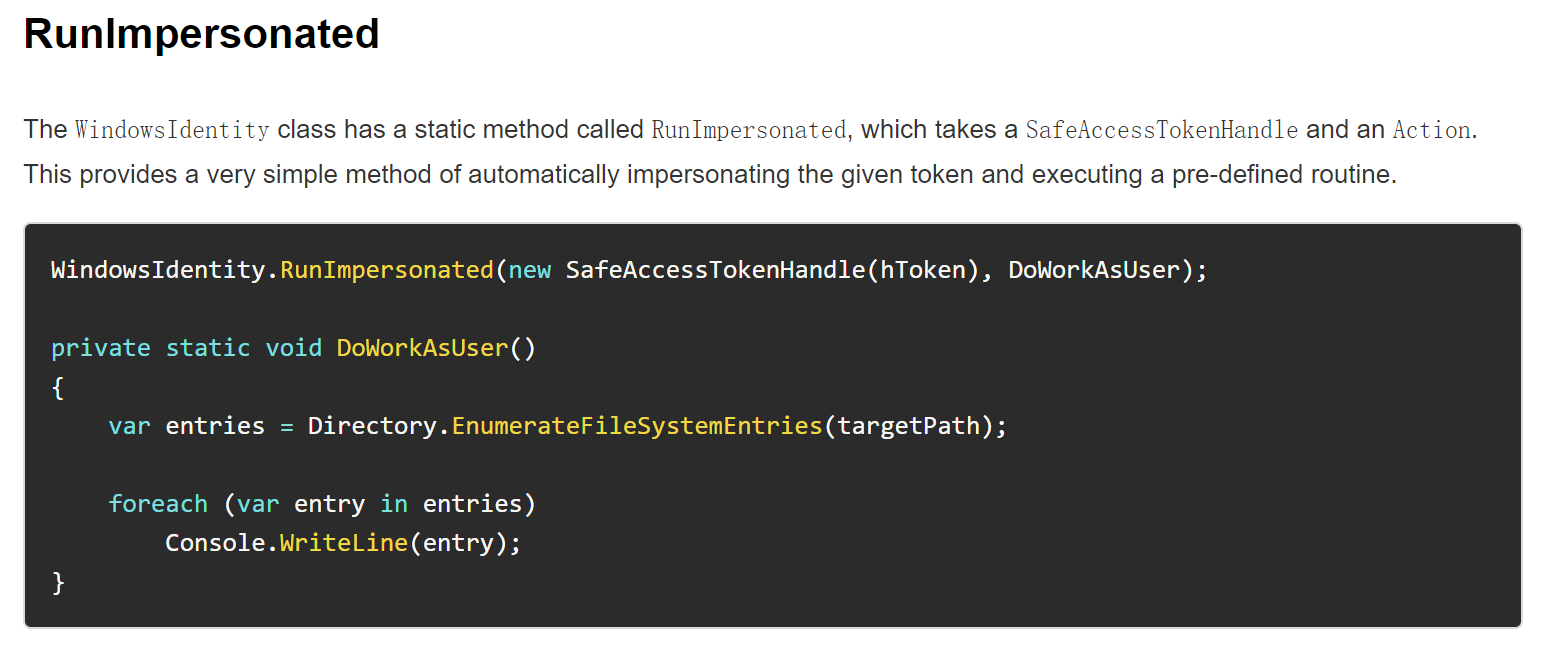 RunImpersonated
The WindowsIdentity class has a static method called RunImpersonated, which takes a SafeAccessTokenHandle and an Action.
This provides a very simple method of automatically impersonating the given token and executing a pre-defined routine.
WindowsIdentity.RunImpersonated(new SafeAccessTokenHandle(hToken), DoWorkAsUser);
private static void DoWorkAsUser()
{
    var entries = Directory.EnumerateFileSystemEntries(targetPath);
    foreach (var entry in entries)
        Console.WriteLine(entry);
}